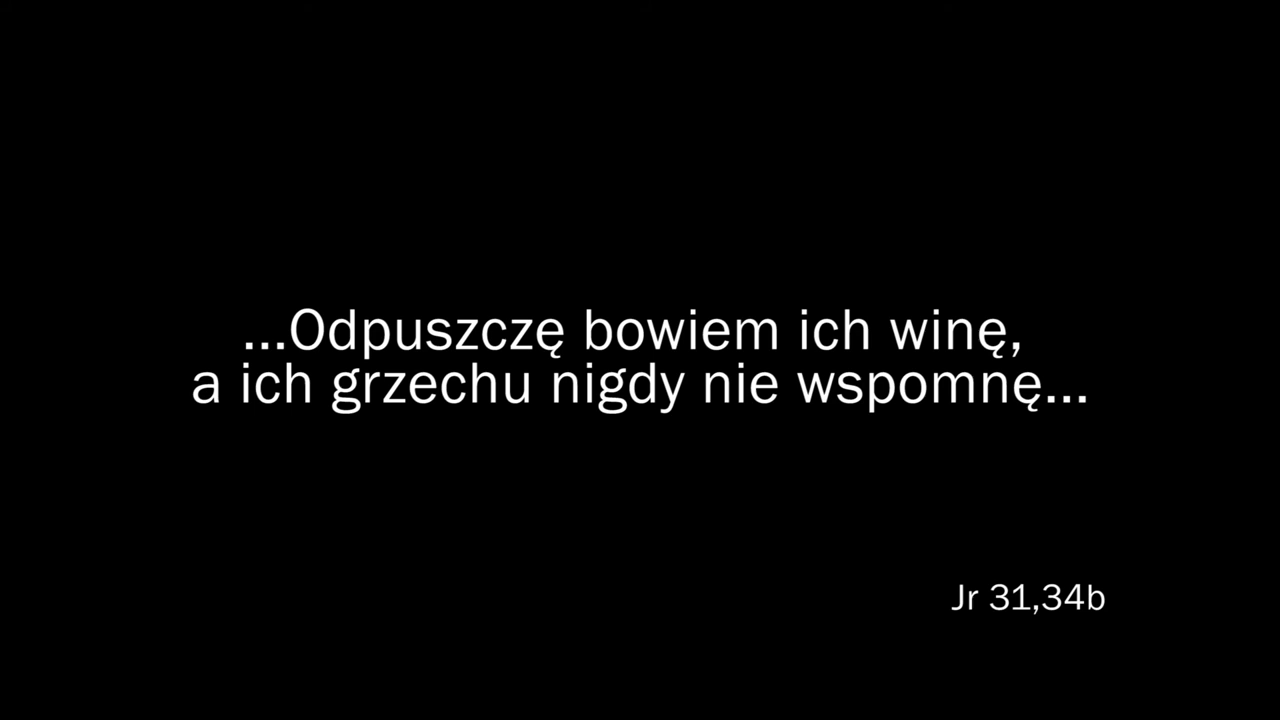 ...Odpuszczę bowiem ich winę,
a ich grzechu nigdy nie wspomnę...
Jr 31,34b